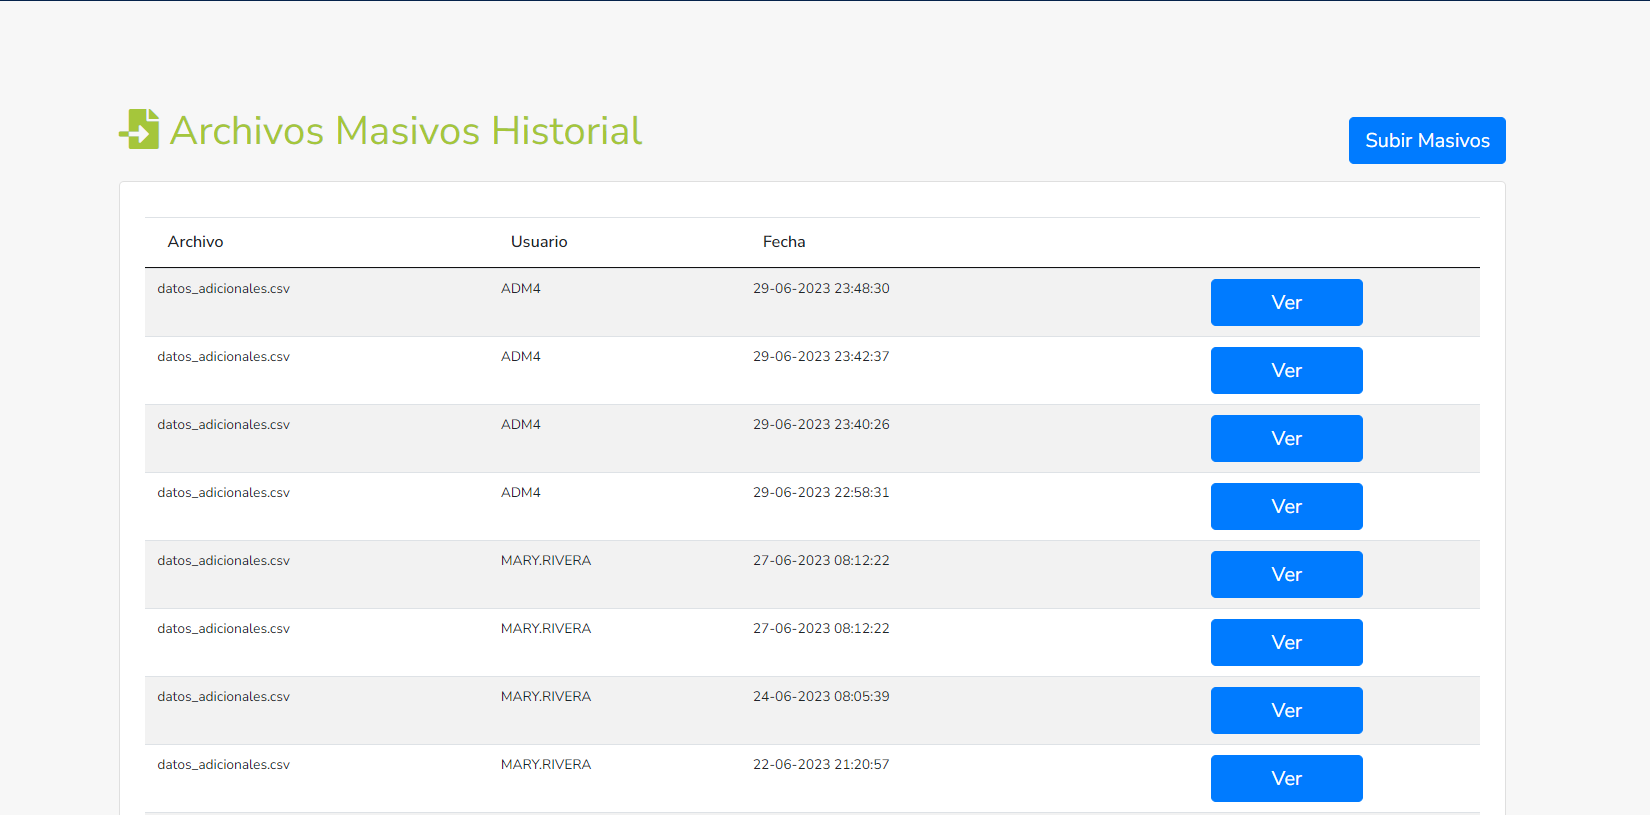 Archivos Masivos Historial
Subir Masivos
Archivo Usuario Fecha
datos_adicionales.csv ADM4 29-06-2023 23:48:30 Ver
datos_adicionales.csv ADM4 29-06-2023 23:42:37 Ver
datos_adicionales.csv ADM4 29-06-2023 23:40:26 Ver
datos_adicionales.csv ADM4 29-06-2023 22:58:31 Ver
datos_adicionales.csv MARY.RIVERA 27-06-2023 08:12:22 Ver
datos_adicionales.csv MARY.RIVERA 27-06-2023 08:12:22 Ver
datos_adicionales.csv MARY.RIVERA 24-06-2023 08:05:39 Ver
datos_adicionales.csv MARY.RIVERA 22-06-2023 21:20:57 Ver